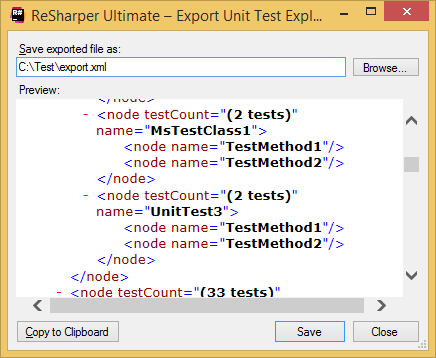 R# ReSharper Ultimate – Export Unit Test Expl...
Save exported file as:
C:\Test\export.xml Browse...
Preview:
</node>
- <node testCount="(2 tests)"
name="MsTestClass1">
<node name="TestMethod1"/>
<node name="TestMethod2"/>
</node>
- <node testCount="(2 tests)"
name="UnitTest3">
<node name="TestMethod1"/>
<node name="TestMethod2"/>
</node>
</node>
- <node testCount="(33 tests)"
Copy to Clipboard Save Close